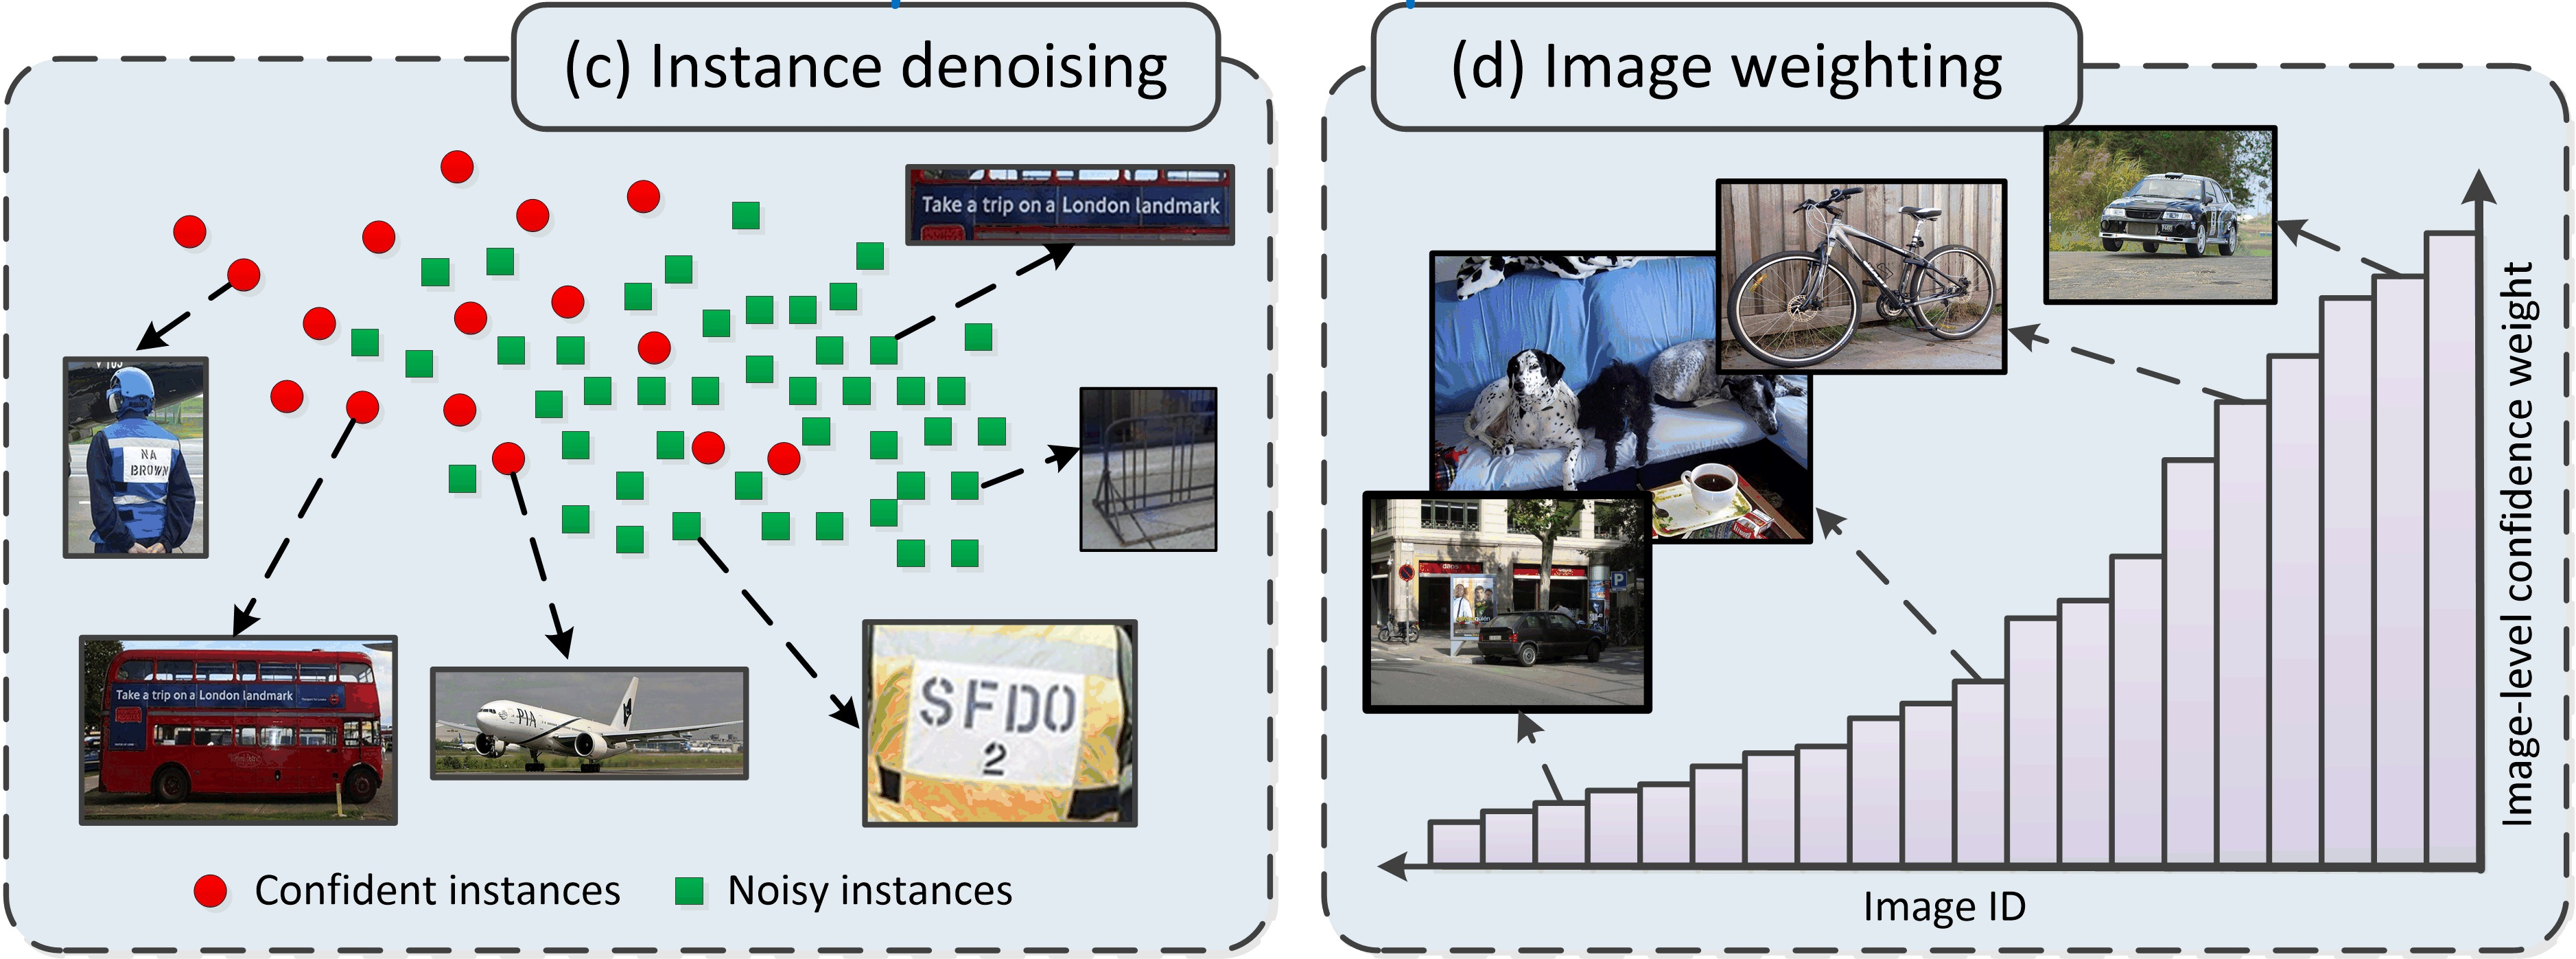 (c) Instance denoising
Take a trip on a London landmark
NA
BROWN
Take a trip on a London landmark
PIA
SFDO
2
Confident instances
Noisy instances
(d) Image weighting
P
Image-level confidence weight
Image ID